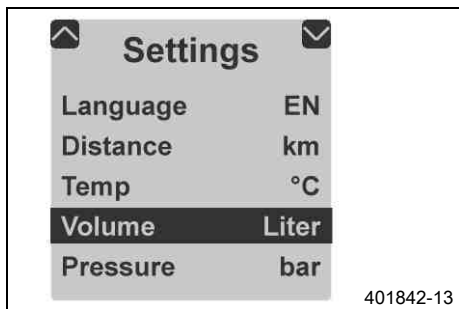 Settings
Language EN
Distance km
Temp °C
Volume Liter
Pressure bar
401842-13